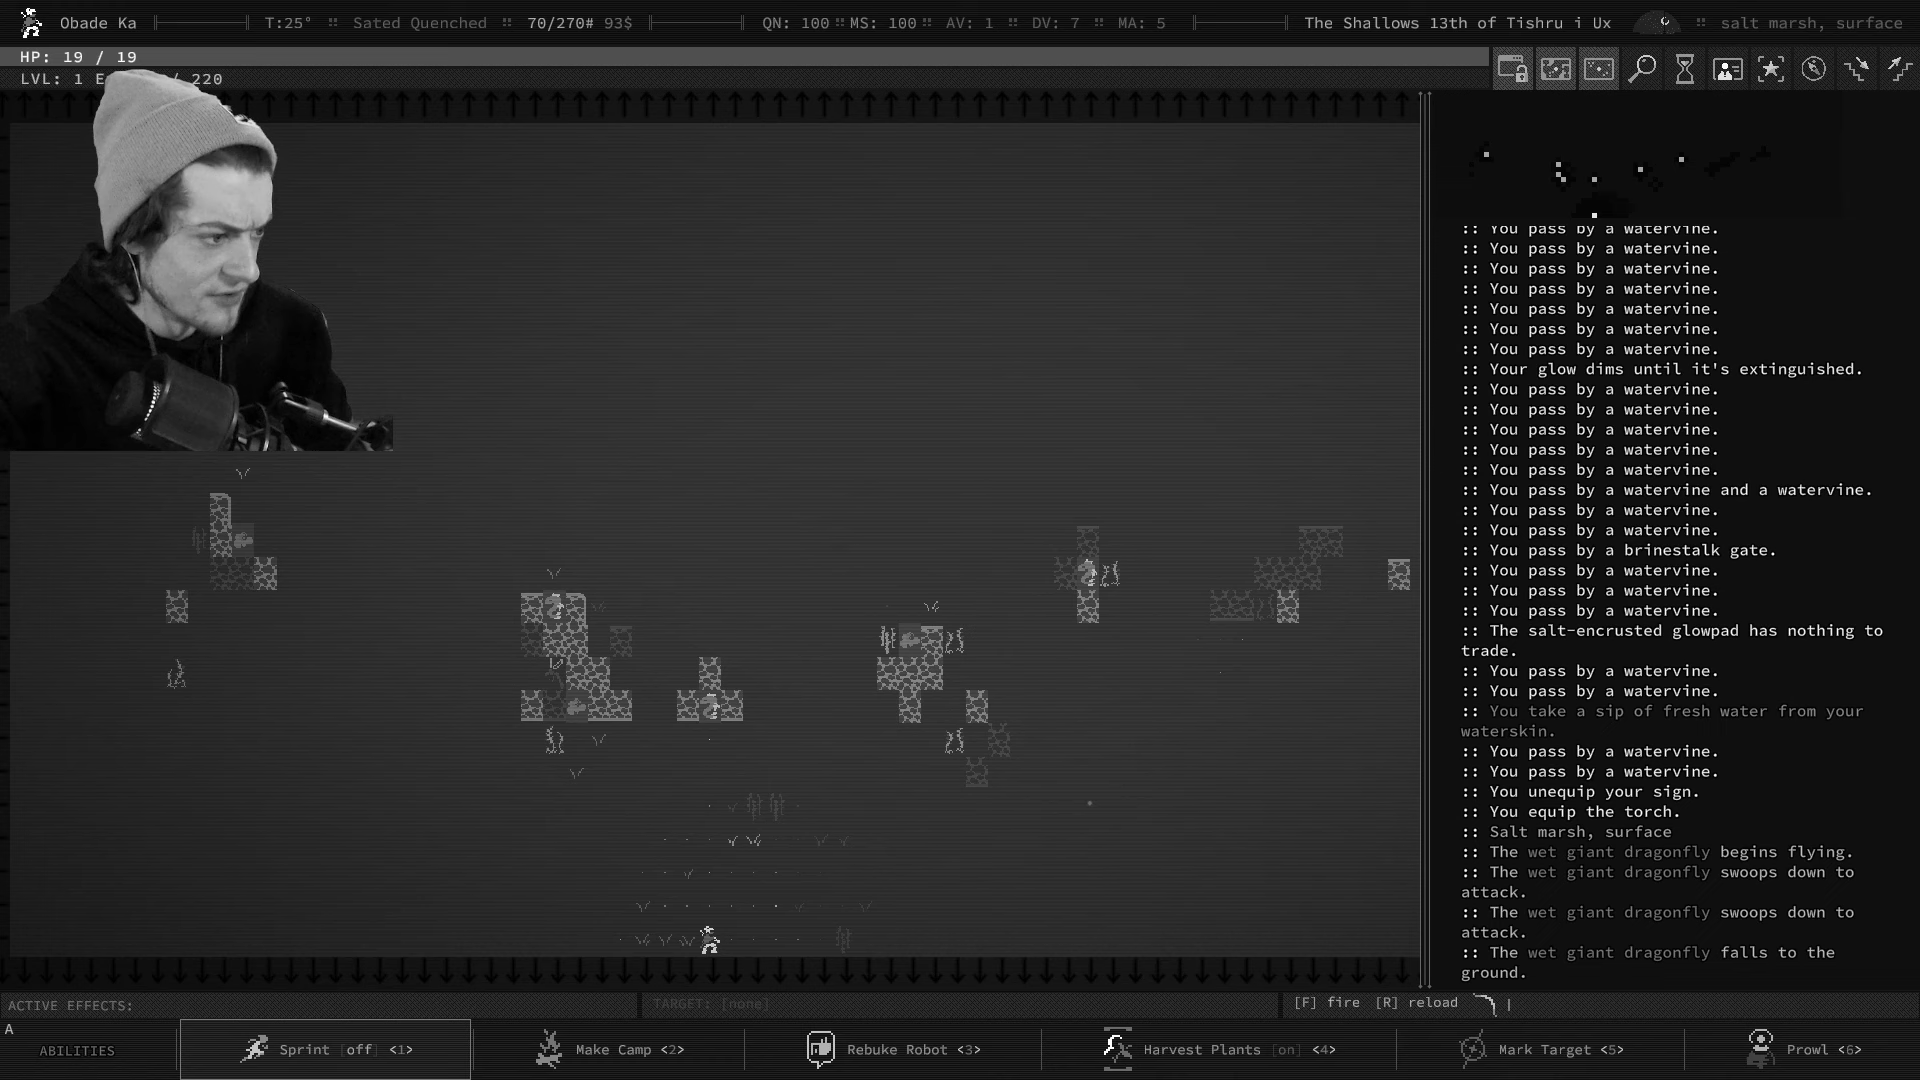 Obade Ka T:25° :: Sated Quenched :: 70/270# 93$ QN: 100 :: MS: 100 :: AV: 1 :: DV: 7 :: MA: 5 The Shallows 13th of Tishru i Ux :: salt marsh, surface
HP: 19 / 19
LVL: 1 / 220
:: You pass by a watervine.
:: You pass by a watervine.
:: You pass by a watervine.
:: You pass by a watervine.
:: You pass by a watervine.
:: You pass by a watervine.
:: You pass by a watervine.
:: Your glow dims until it's extinguished.
:: You pass by a watervine.
:: You pass by a watervine.
:: You pass by a watervine.
:: You pass by a watervine.
:: You pass by a watervine.
:: You pass by a watervine and a watervine.
:: You pass by a watervine.
:: You pass by a watervine.
:: You pass by a brinestalk gate.
:: You pass by a watervine.
:: You pass by a watervine.
:: You pass by a watervine.
:: The salt-encrusted glowpad has nothing to
trade.
:: You pass by a watervine.
:: You pass by a watervine.
:: You take a sip of fresh water from your
waterskin.
:: You pass by a watervine.
:: You pass by a watervine.
:: You unequip your sign.
:: You equip the torch.
:: Salt marsh, surface
:: The wet giant dragonfly begins flying.
:: The wet giant dragonfly swoops down to
attack.
:: The wet giant dragonfly swoops down to
attack.
:: The wet giant dragonfly falls to the
ground.
ACTIVE EFFECTS: TARGET: [none] [F] fire [R] reload
A
ABILITIES Sprint [off] <1> Make Camp <2> Rebuke Robot <3> Harvest Plants [on] <4> Mark Target <5> Prowl <6>